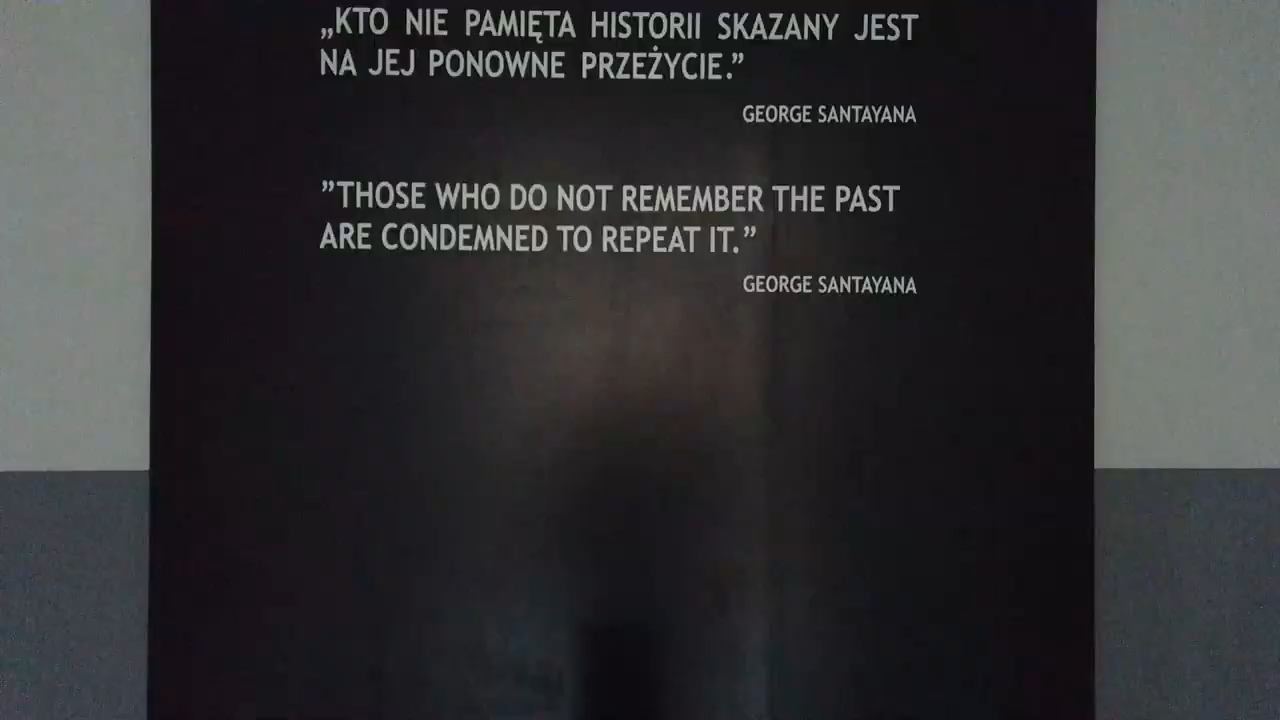 „KTO NIE PAMIĘTA HISTORII SKAZANY JEST
NA JEJ PONOWNE PRZEŻYCIE.”
GEORGE SANTAYANA
”THOSE WHO DO NOT REMEMBER THE PAST
ARE CONDEMNED TO REPEAT IT.”
GEORGE SANTAYANA